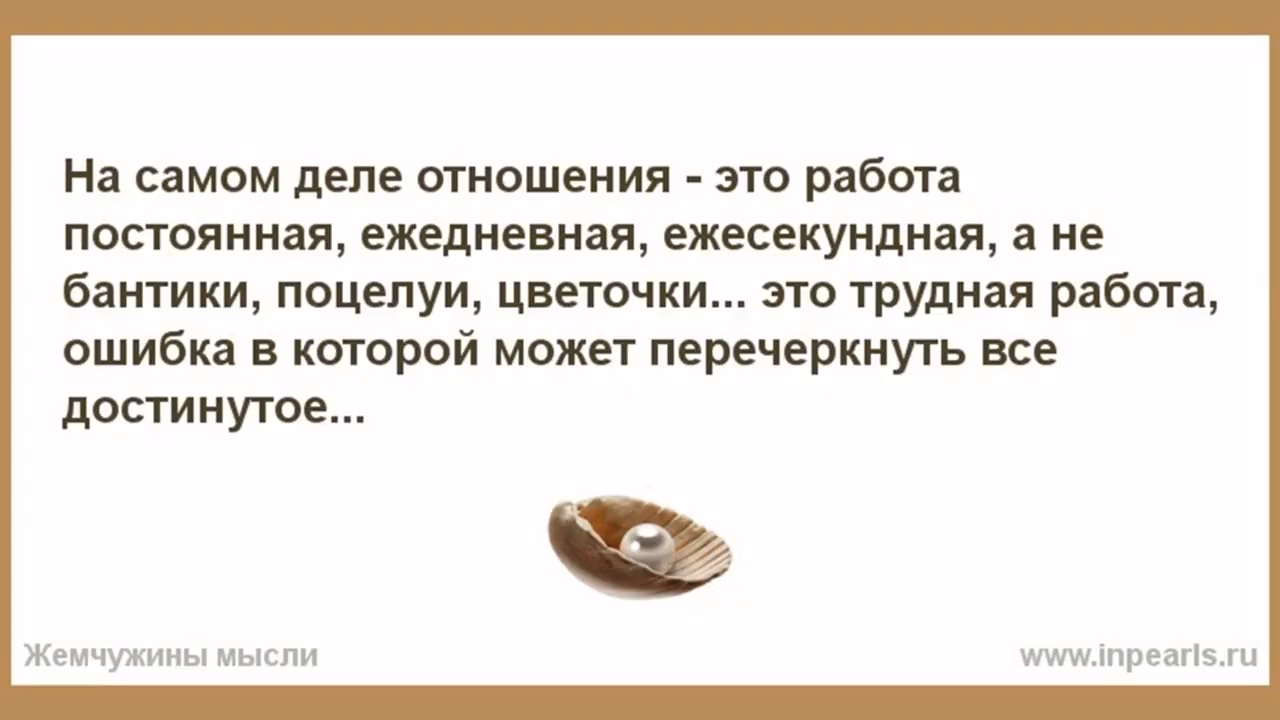 На самом деле отношения - это работа
постоянная, ежедневная, ежесекундная, а не
бантики, поцелуи, цветочки... это трудная работа,
ошибка в которой может перечеркнуть все
достинутое...
Жемчужины мысли
www.inpearls.ru